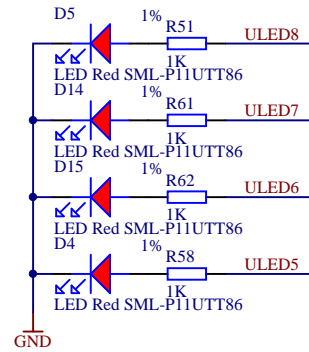 D5 1% R51 ULED8
1K
LED Red SML-P11UTT86
D14 1% R61 ULED7
1K
LED Red SML-P11UTT86
D15 1% R62 ULED6
1K
LED Red SML-P11UTT86
D4 1% R58 ULED5
1K
LED Red SML-P11UTT86
GND